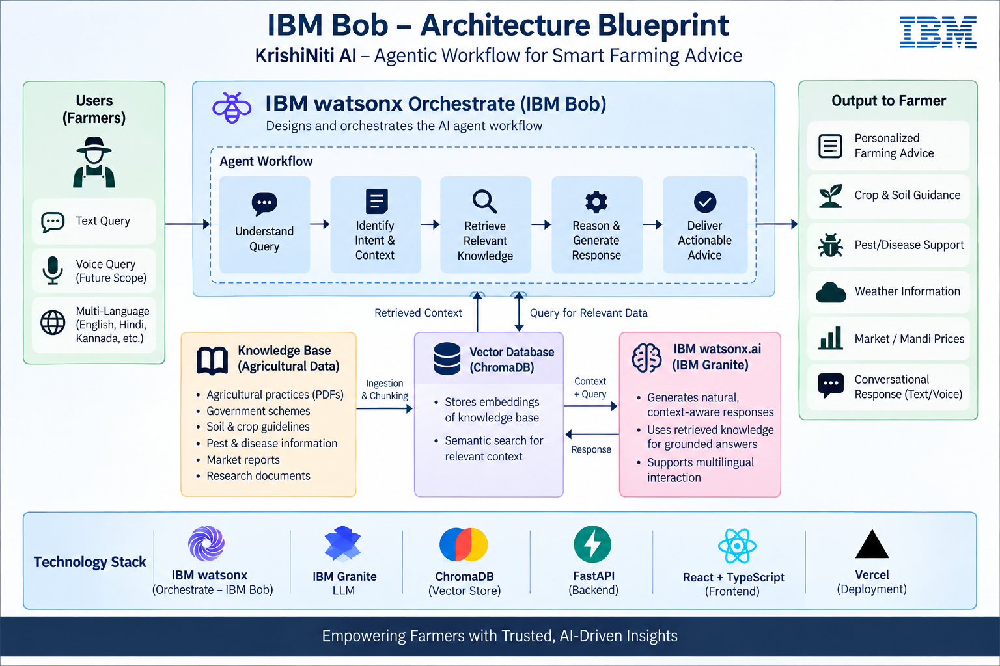 IBM Bob – Architecture Blueprint
KrishiNiti AI – Agentic Workflow for Smart Farming Advice
IBM
Users
(Farmers)
Text Query
Voice Query
(Future Scope)
Multi-Language
(English, Hindi,
Kannada, etc.)
IBM watsonx Orchestrate (IBM Bob)
Designs and orchestrates the AI agent workflow
Agent Workflow
Understand
Query
Identify
Intent &
Context
Retrieve
Relevant
Knowledge
Reason &
Generate
Response
Deliver
Actionable
Advice
Output to Farmer
Personalized
Farming Advice
Crop & Soil Guidance
Pest/Disease Support
Weather Information
Market / Mandi Prices
Conversational
Response (Text/Voice)
Retrieved Context
Query for Relevant Data
Knowledge Base
(Agricultural Data)
• Agricultural practices (PDFs)
• Government schemes
• Soil & crop guidelines
• Pest & disease information
• Market reports
• Research documents
Ingestion
& Chunking
Vector Database
(ChromaDB)
• Stores embeddings
of knowledge base
• Semantic search for
relevant context
Context
+ Query
Response
IBM watsonx.ai
(IBM Granite)
• Generates natural,
context-aware responses
• Uses retrieved knowledge
for grounded answers
• Supports multilingual
interaction
Technology Stack
IBM watsonx
(Orchestrate – IBM Bob)
IBM Granite
LLM
ChromaDB
(Vector Store)
FastAPI
(Backend)
React + TypeScript
(Frontend)
Vercel
(Deployment)
Empowering Farmers with Trusted, AI-Driven Insights